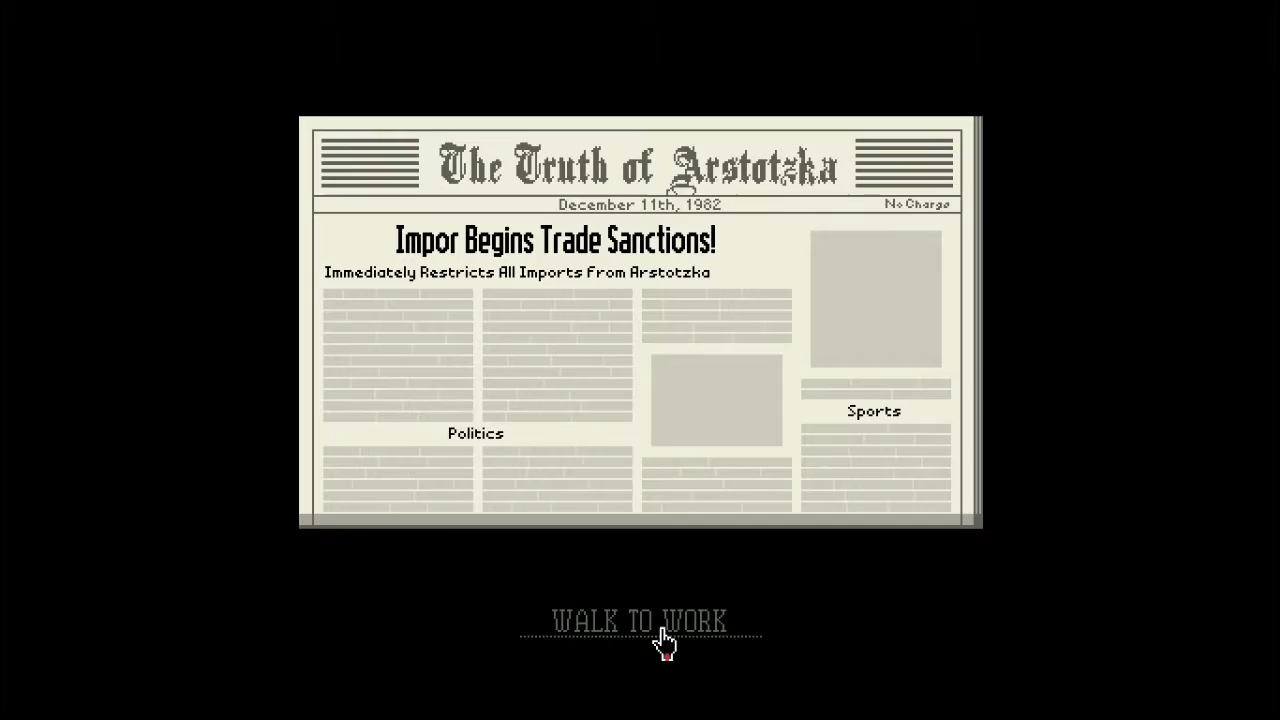 The Truth of Arstotzka
December 11th, 1982
No Charge
Impor Begins Trade Sanctions!
Immediately Restricts All Imports From Arstotzka
Sports
Politics
WALK TO WORK